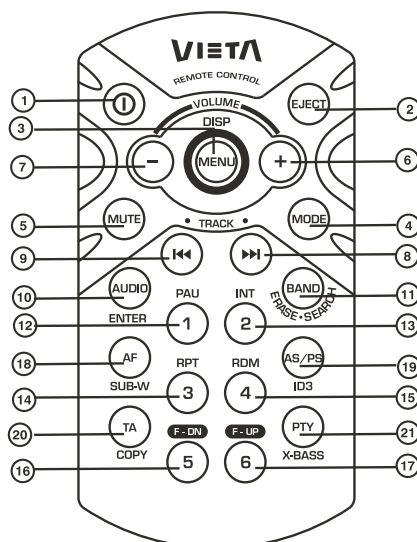 VIETA
REMOTE CONTROL
1
VOLUME
EJECT
2
3
DISP
7
−
MENU
+
6
5
MUTE
• TRACK •
MODE
4
9
8
10
AUDIO
BAND
11
ENTER
PAU
INT
ERASE • SEARCH
12
1
2
13
18
AF
AS/PS
19
SUB-W
RPT
RDM
ID3
14
3
4
15
20
TA
F - DN
F - UP
PTY
21
COPY
X-BASS
16
5
6
17